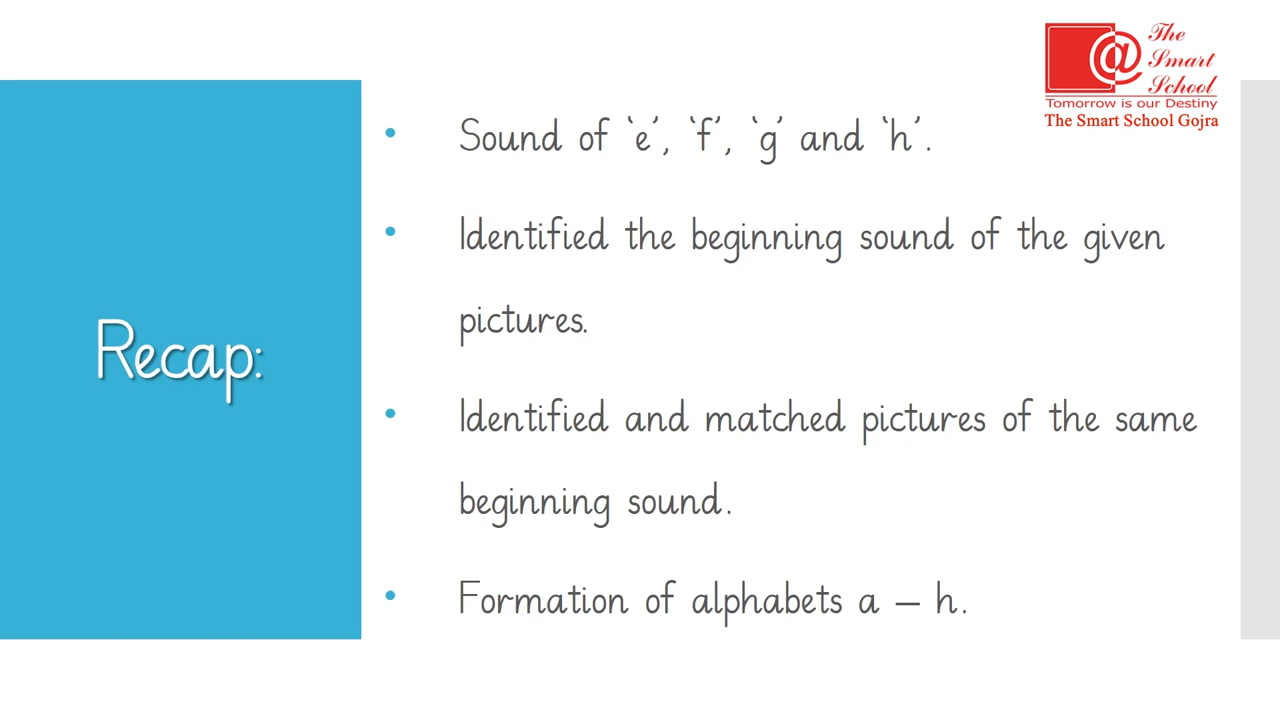 The
Smart
School
Tomorrow is our Destiny
The Smart School Gojra
Recap:
• Sound of ‘e’, ‘f’, ‘g’ and ‘h’.
• Identified the beginning sound of the given
pictures.
• Identified and matched pictures of the same
beginning sound.
• Formation of alphabets a – h.